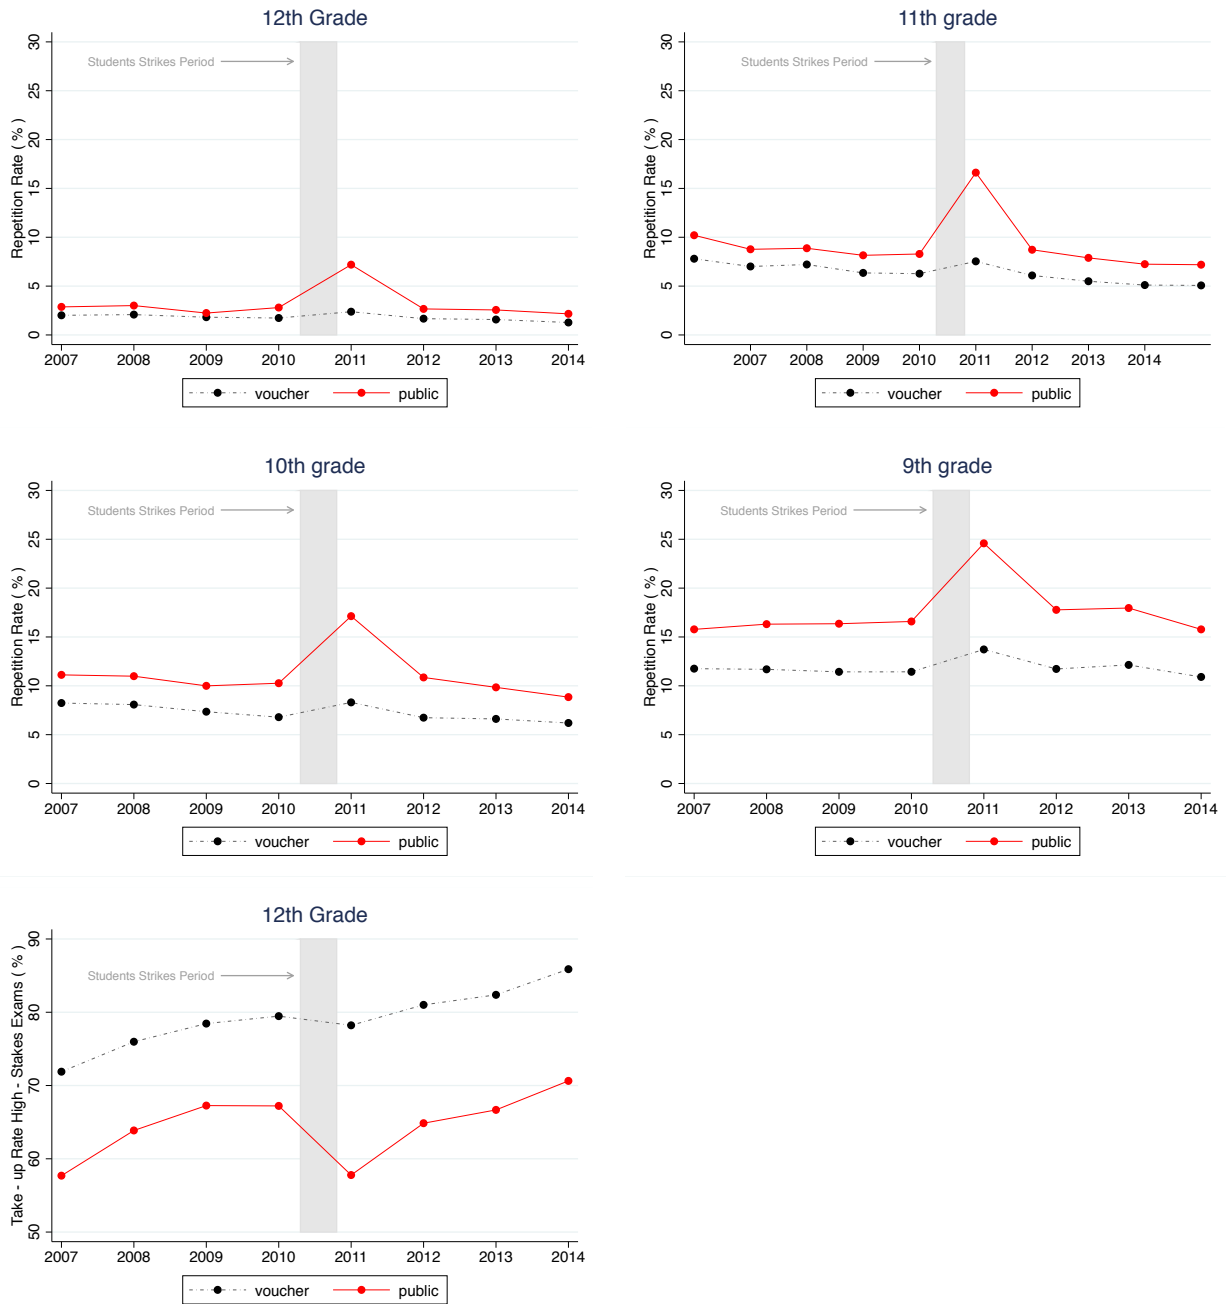 12th Grade
Repetition Rate ( % )
30
25
20
15
10
5
0
Students Strikes Period
2007 2008 2009 2010 2011 2012 2013 2014
voucher public
11th grade
Repetition Rate ( % )
30
25
20
15
10
5
0
Students Strikes Period
2007 2008 2009 2010 2011 2012 2013 2014
voucher public
10th grade
Repetition Rate ( % )
30
25
20
15
10
5
0
Students Strikes Period
2007 2008 2009 2010 2011 2012 2013 2014
voucher public
9th grade
Repetition Rate ( % )
30
25
20
15
10
5
0
Students Strikes Period
2007 2008 2009 2010 2011 2012 2013 2014
voucher public
12th Grade
Take - up Rate High - Stakes Exams ( % )
90
80
70
60
50
Students Strikes Period
2007 2008 2009 2010 2011 2012 2013 2014
voucher public